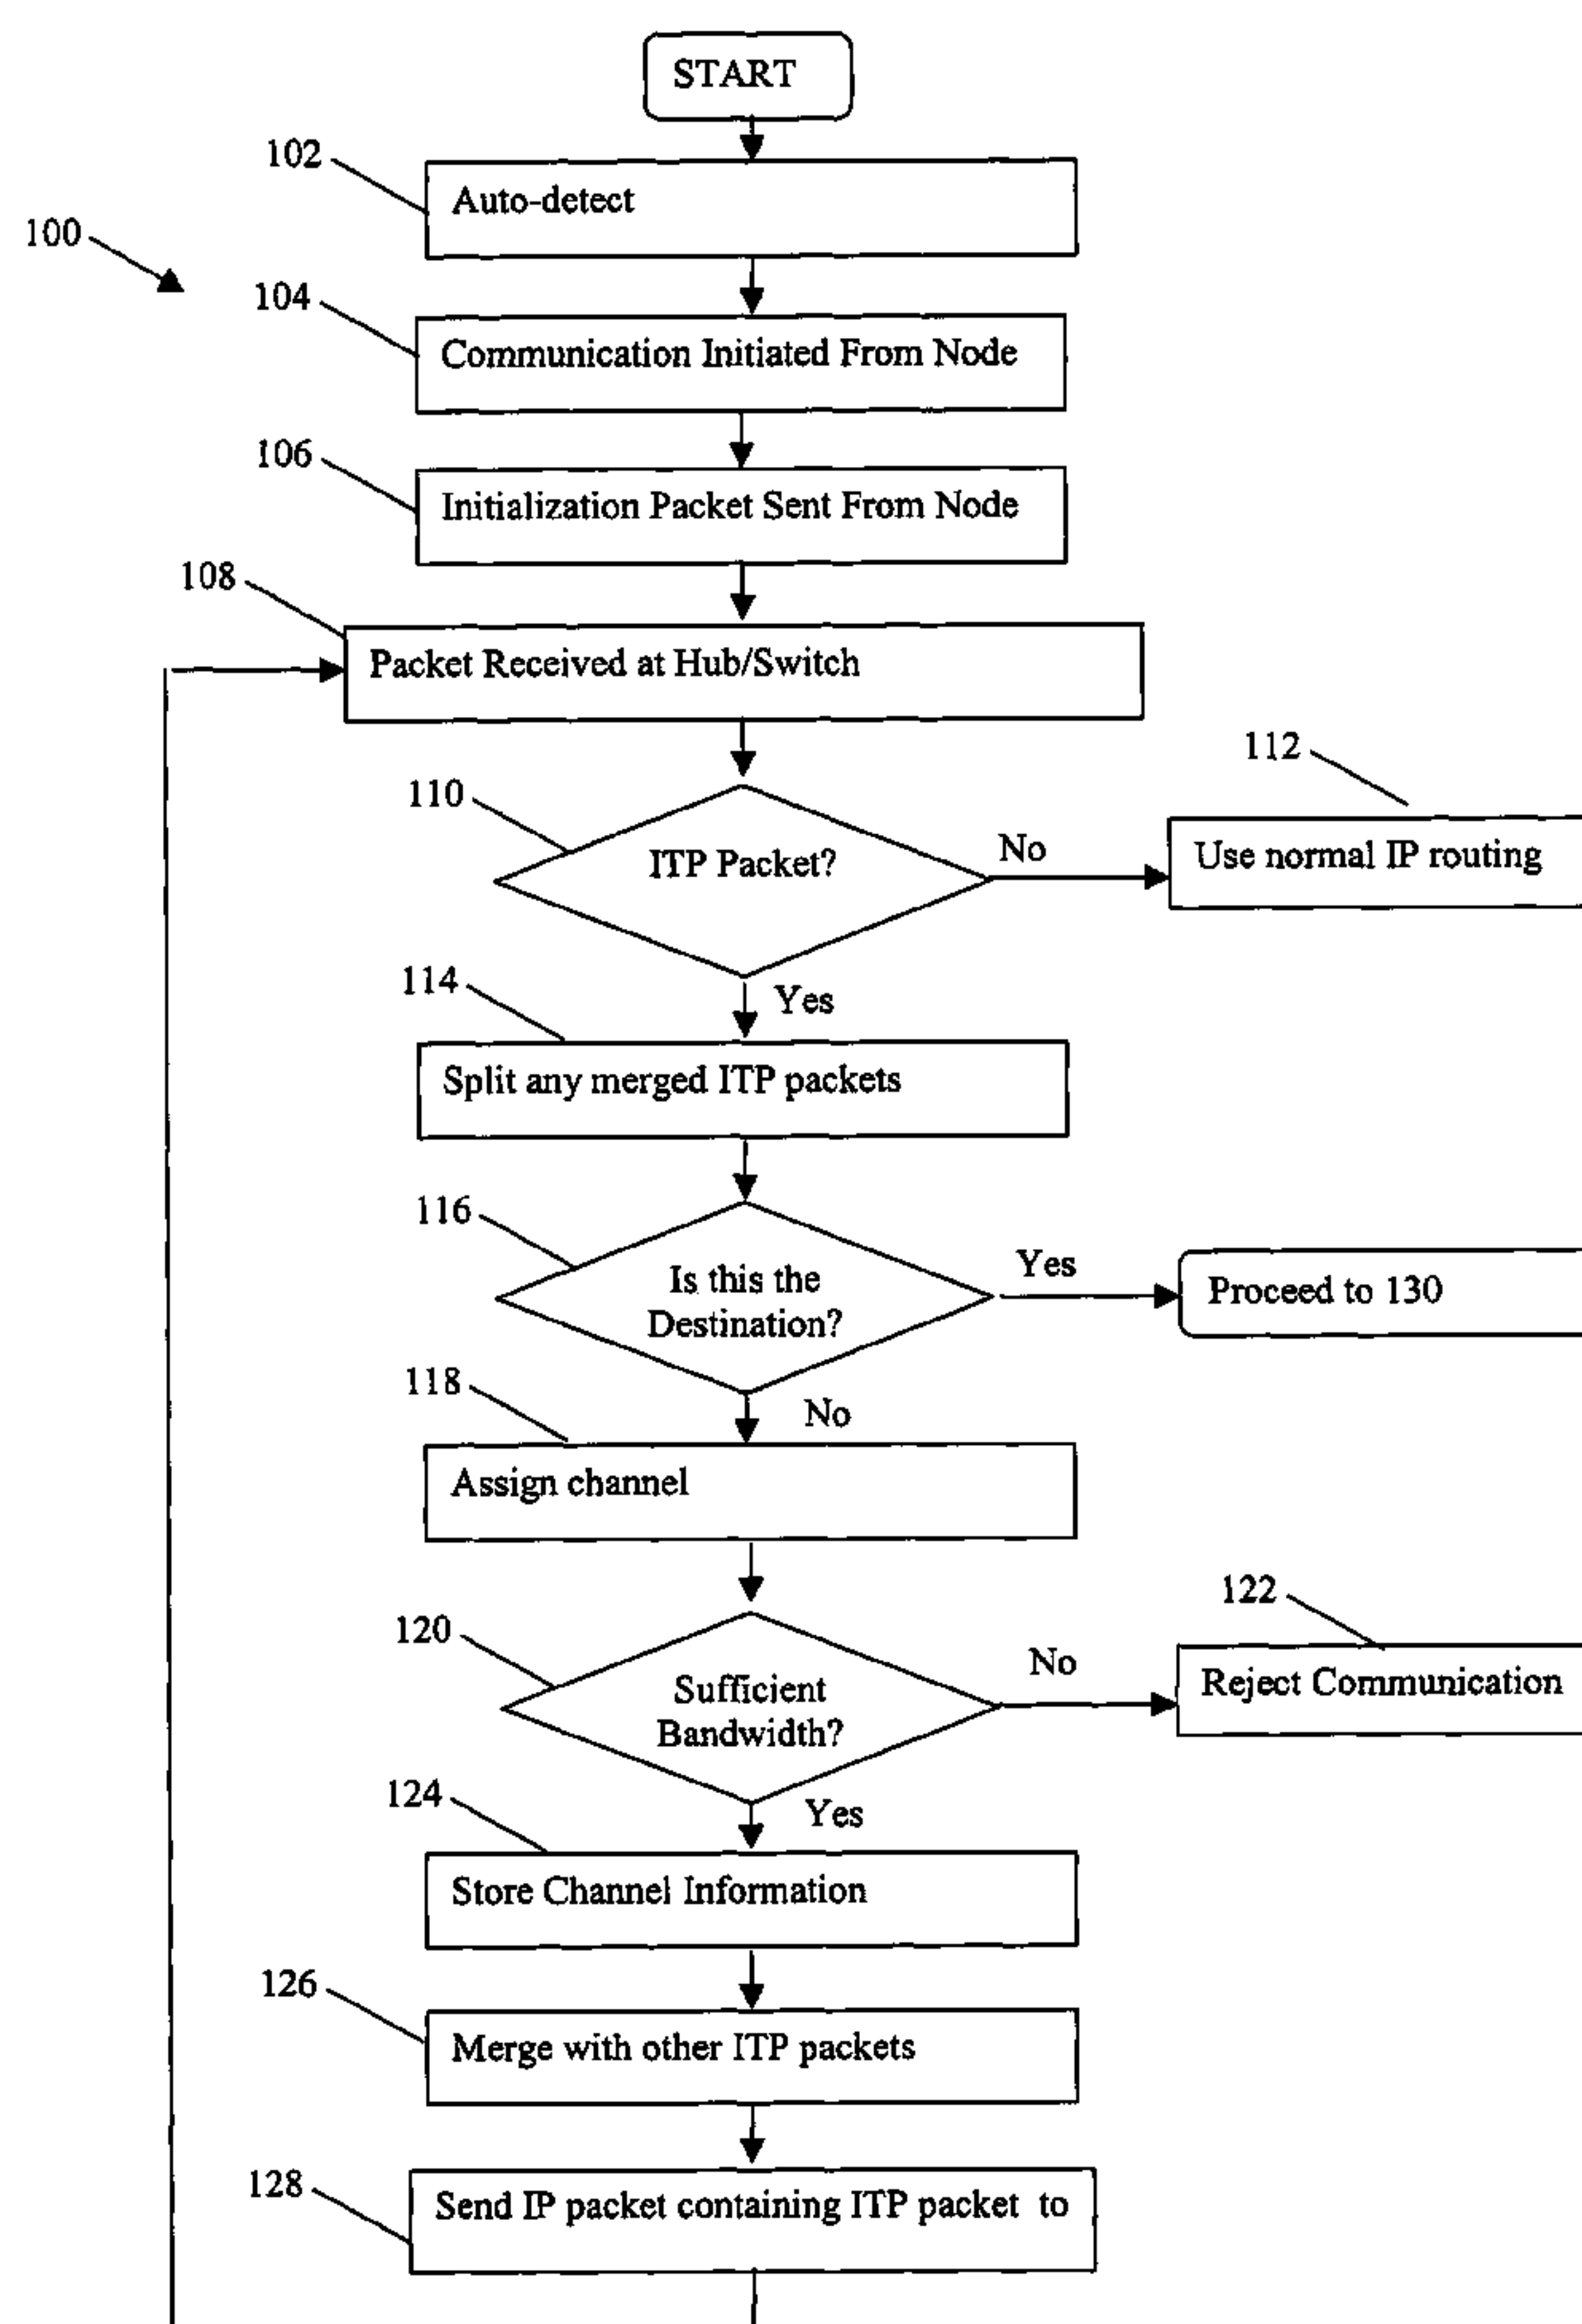 START
102
Auto-detect
100
104
Communication Initiated From Node
106
Initialization Packet Sent From Node
108
Packet Received at Hub/Switch
112
110
ITP Packet?
No
Use normal IP routing
114
Yes
Split any merged ITP packets
116
Is this the
Destination?
Yes
Proceed to 130
118
No
Assign channel
122
120
Sufficient
Bandwidth?
No
Reject Communication
124
Yes
Store Channel Information
126
Merge with other ITP packets
128
Send IP packet containing ITP packet to